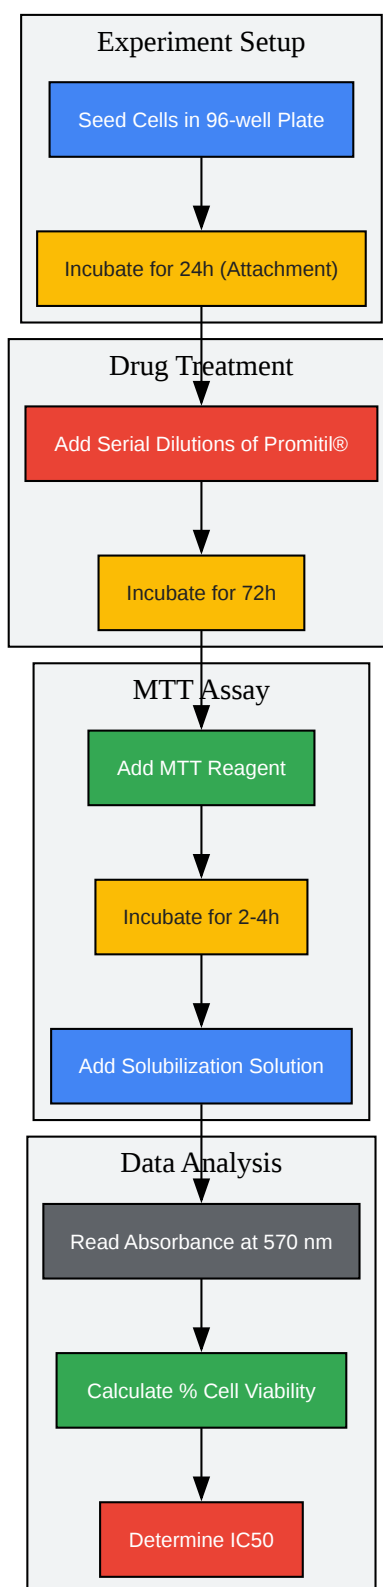 Experiment Setup
Seed Cells in 96-well Plate
Incubate for 24h (Attachment)
Drug Treatment
Add Serial Dilutions of Promitil®
Incubate for 72h
MTT Assay
Add MTT Reagent
Incubate for 2-4h
Add Solubilization Solution
Data Analysis
Read Absorbance at 570 nm
Calculate % Cell Viability
Determine IC50